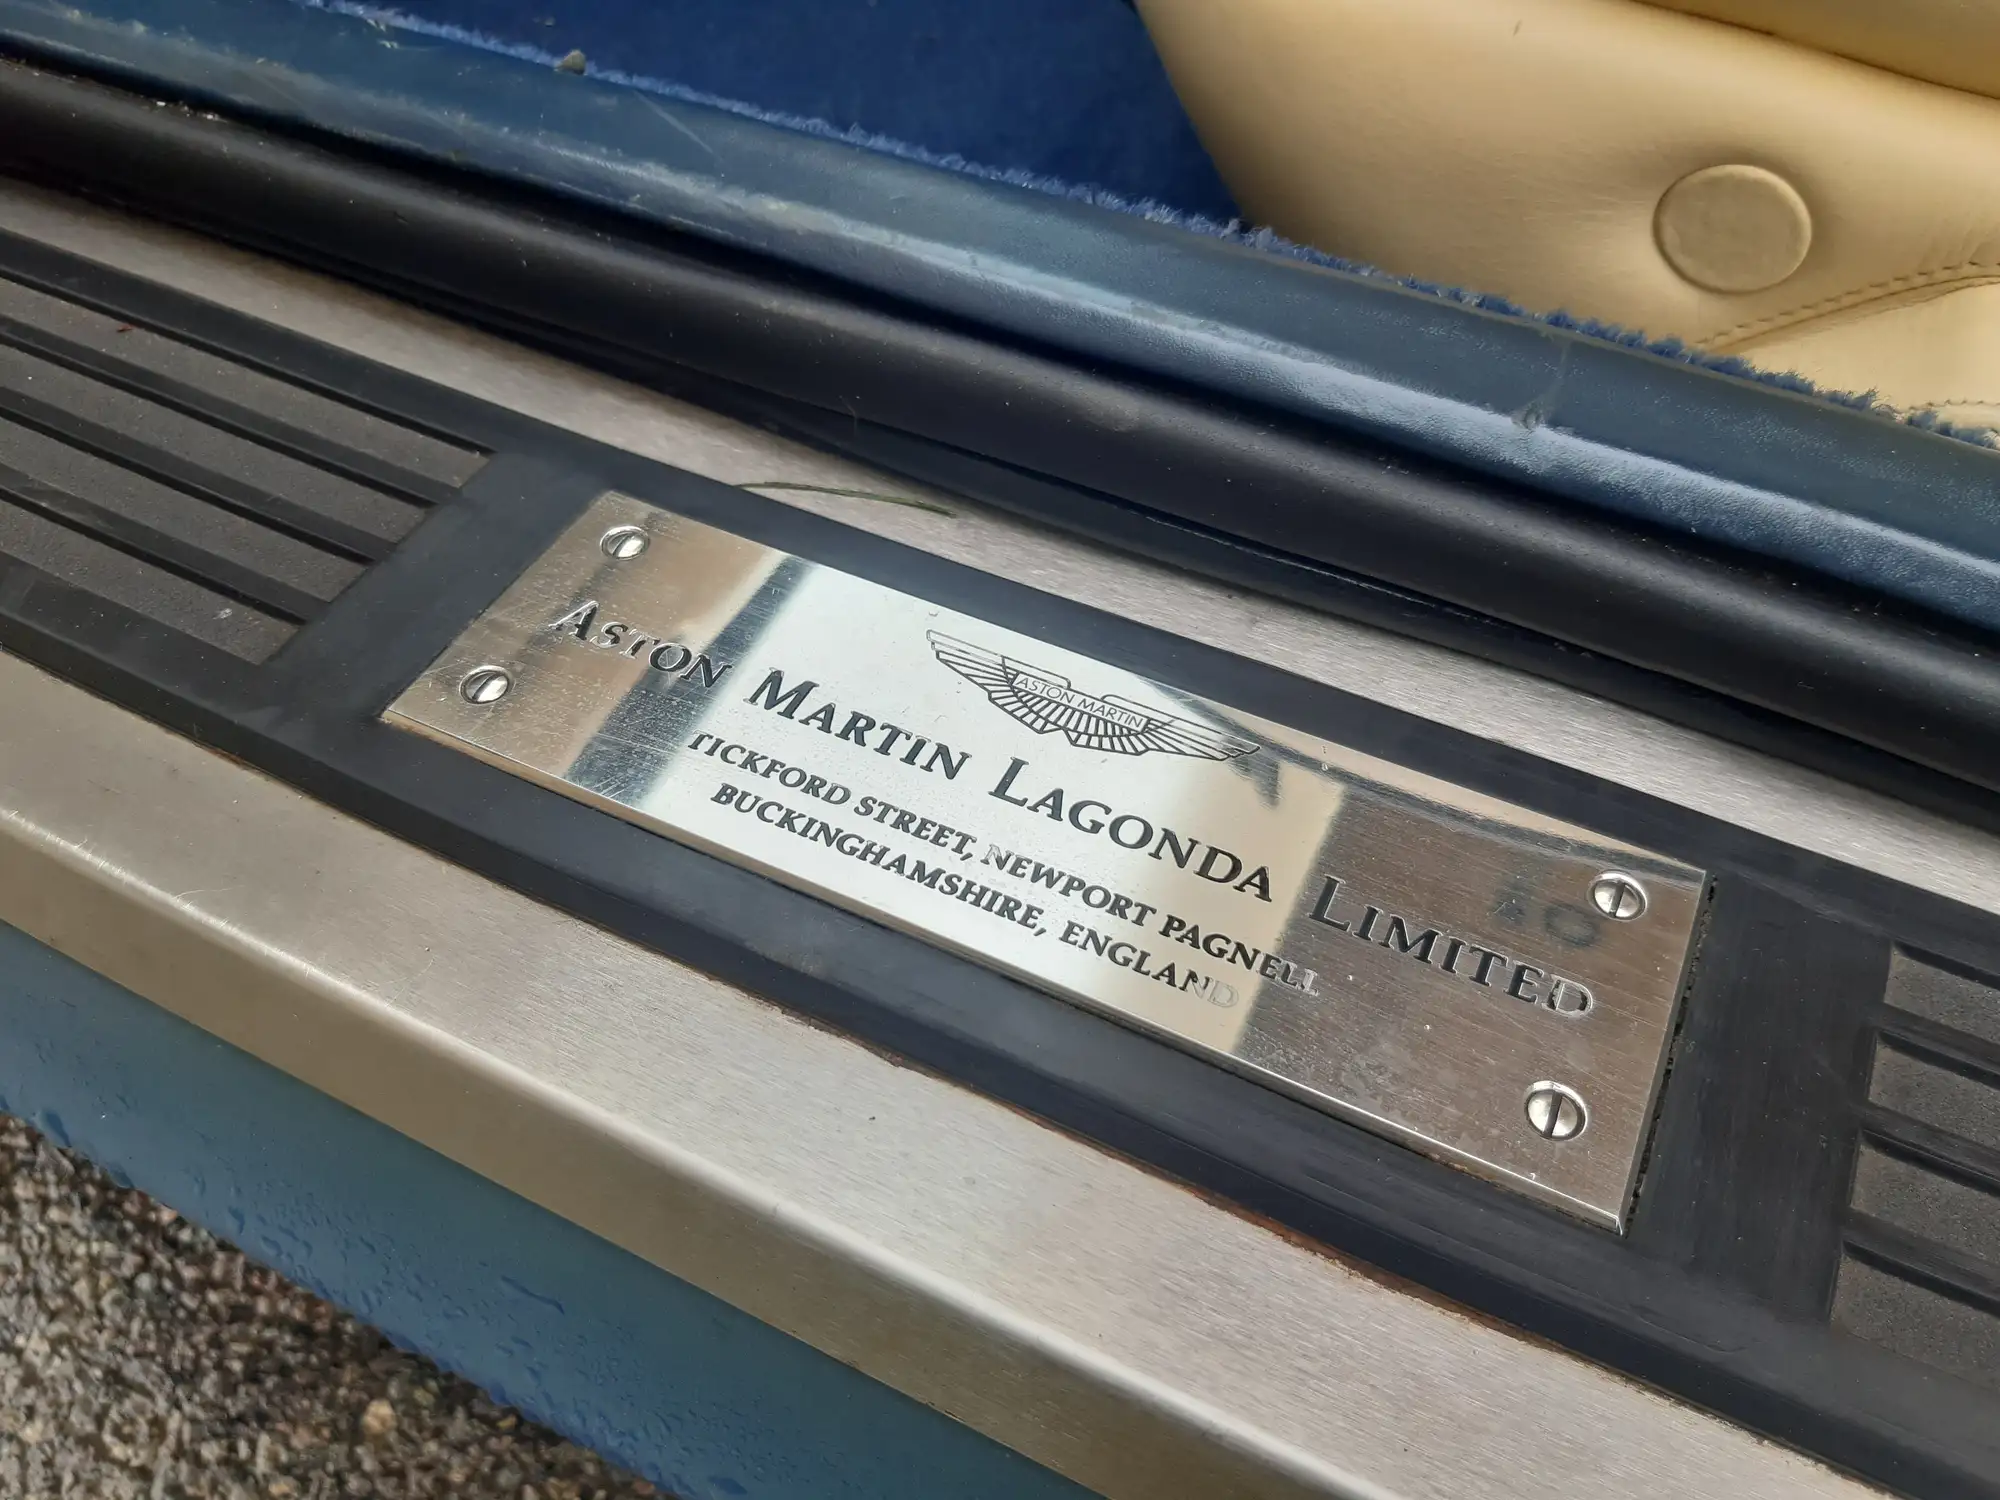 ASTON MARTIN
ASTON MARTIN LAGONDA LIMITED
TICKFORD STREET, NEWPORT PAGNELL
BUCKINGHAMSHIRE, ENGLAND